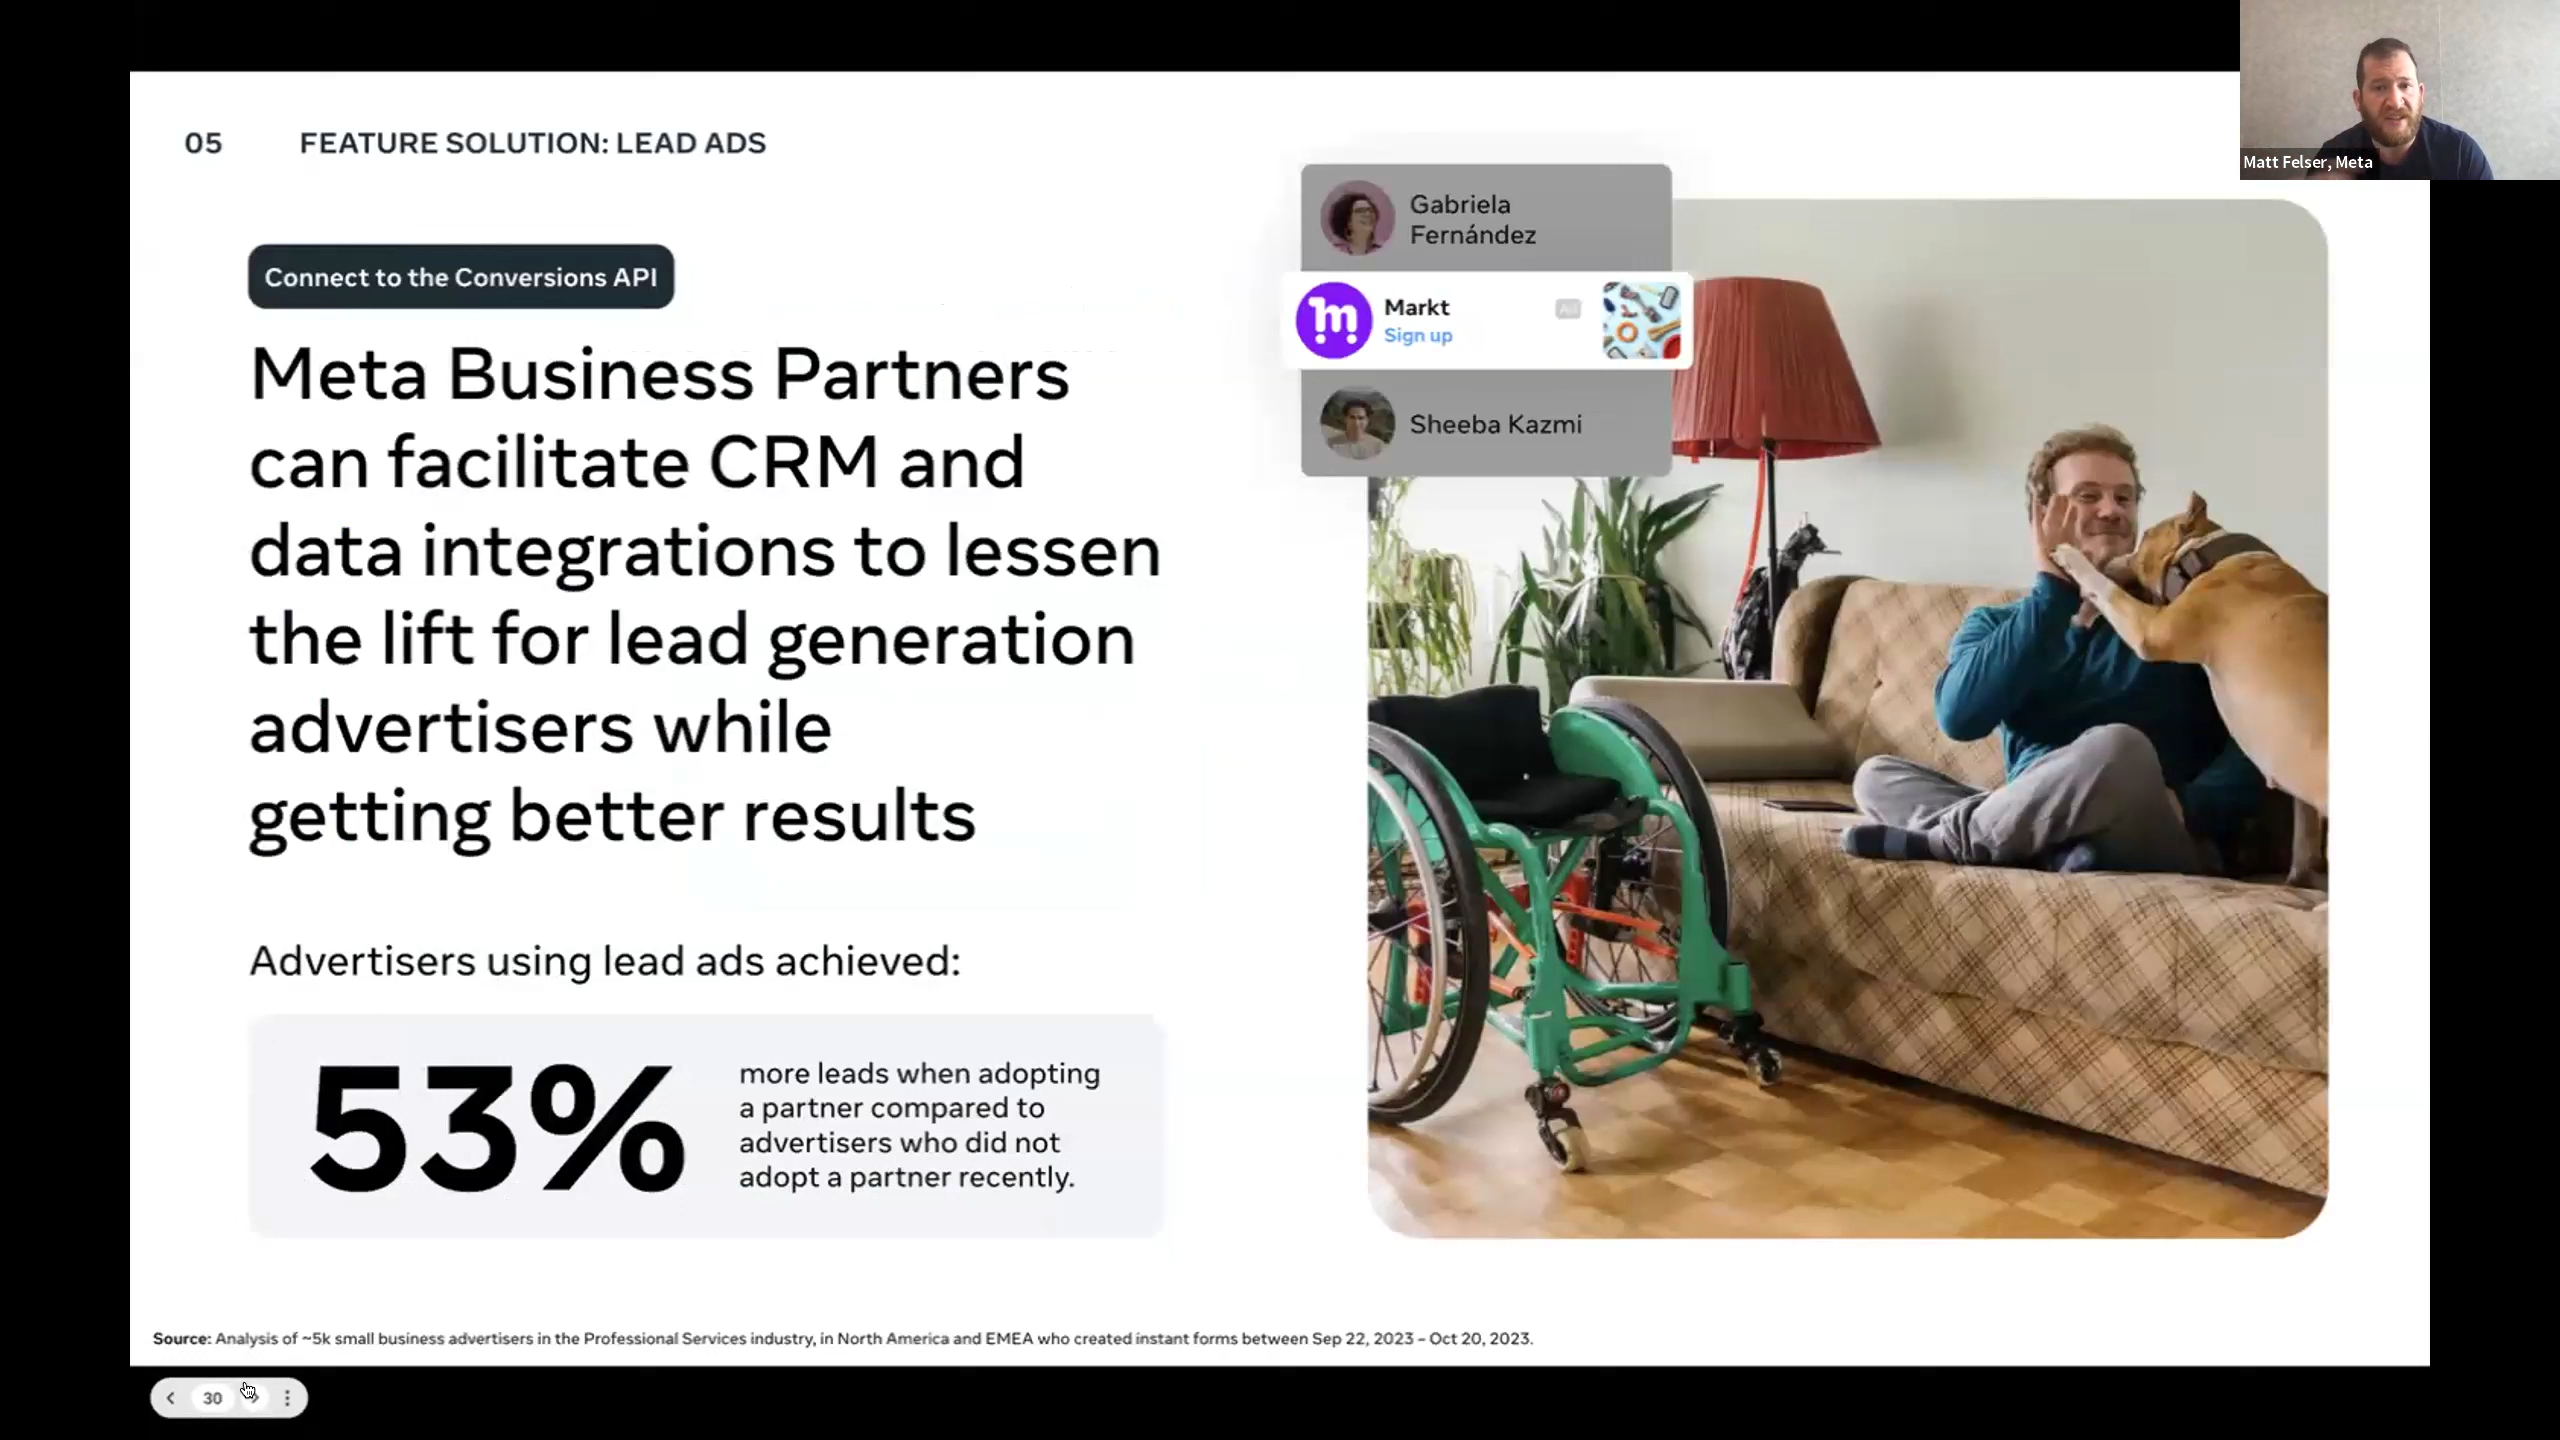 05 FEATURE SOLUTION: LEAD ADS
Connect to the Conversions API
Meta Business Partners
can facilitate CRM and
data integrations to lessen
the lift for lead generation
advertisers while
getting better results
Advertisers using lead ads achieved:
53%
more leads when adopting
a partner compared to
advertisers who did not
adopt a partner recently.
Gabriela
Fernández
Markt
Ad
Sign up
Sheeba Kazmi
Matt Felser, Meta
Source: Analysis of ~5k small business advertisers in the Professional Services industry, in North America and EMEA who created instant forms between Sep 22, 2023 – Oct 20, 2023.
30